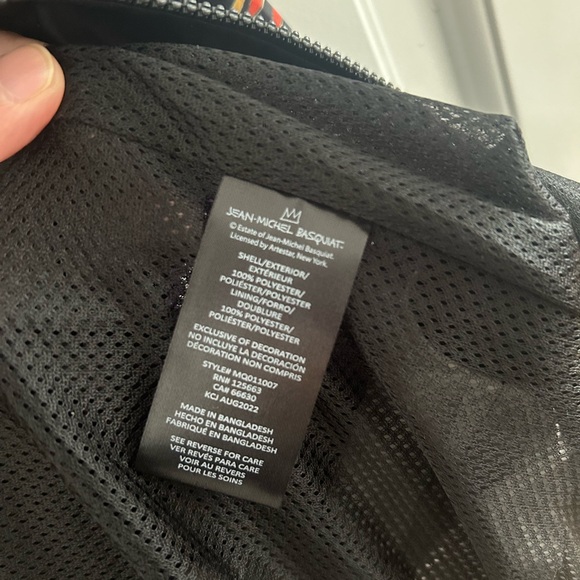 JEAN-MICHEL BASQUIAT.
© Estate of Jean-Michel Basquiat.
Licensed by Artestar, New York.
SHELL/EXTERIOR/
EXTÉRIEUR
100% POLYESTER/
POLIÉSTER/POLYESTER
LINING/FORRO/
DOUBLURE
100% POLYESTER/
POLIÉSTER/POLYESTER
EXCLUSIVE OF DECORATION
NO INCLUYE LA DECORACIÓN
DÉCORATION NON COMPRIS
STYLE# MQ011007
RN# 125663
CA# 66630
KCJ AUG2022
MADE IN BANGLADESH
HECHO EN BANGLADESH
FABRIQUÉ EN BANGLADESH
SEE REVERSE FOR CARE
VER REVÉS PARA CARE
VOIR AU REVERS
POUR LES SOINS